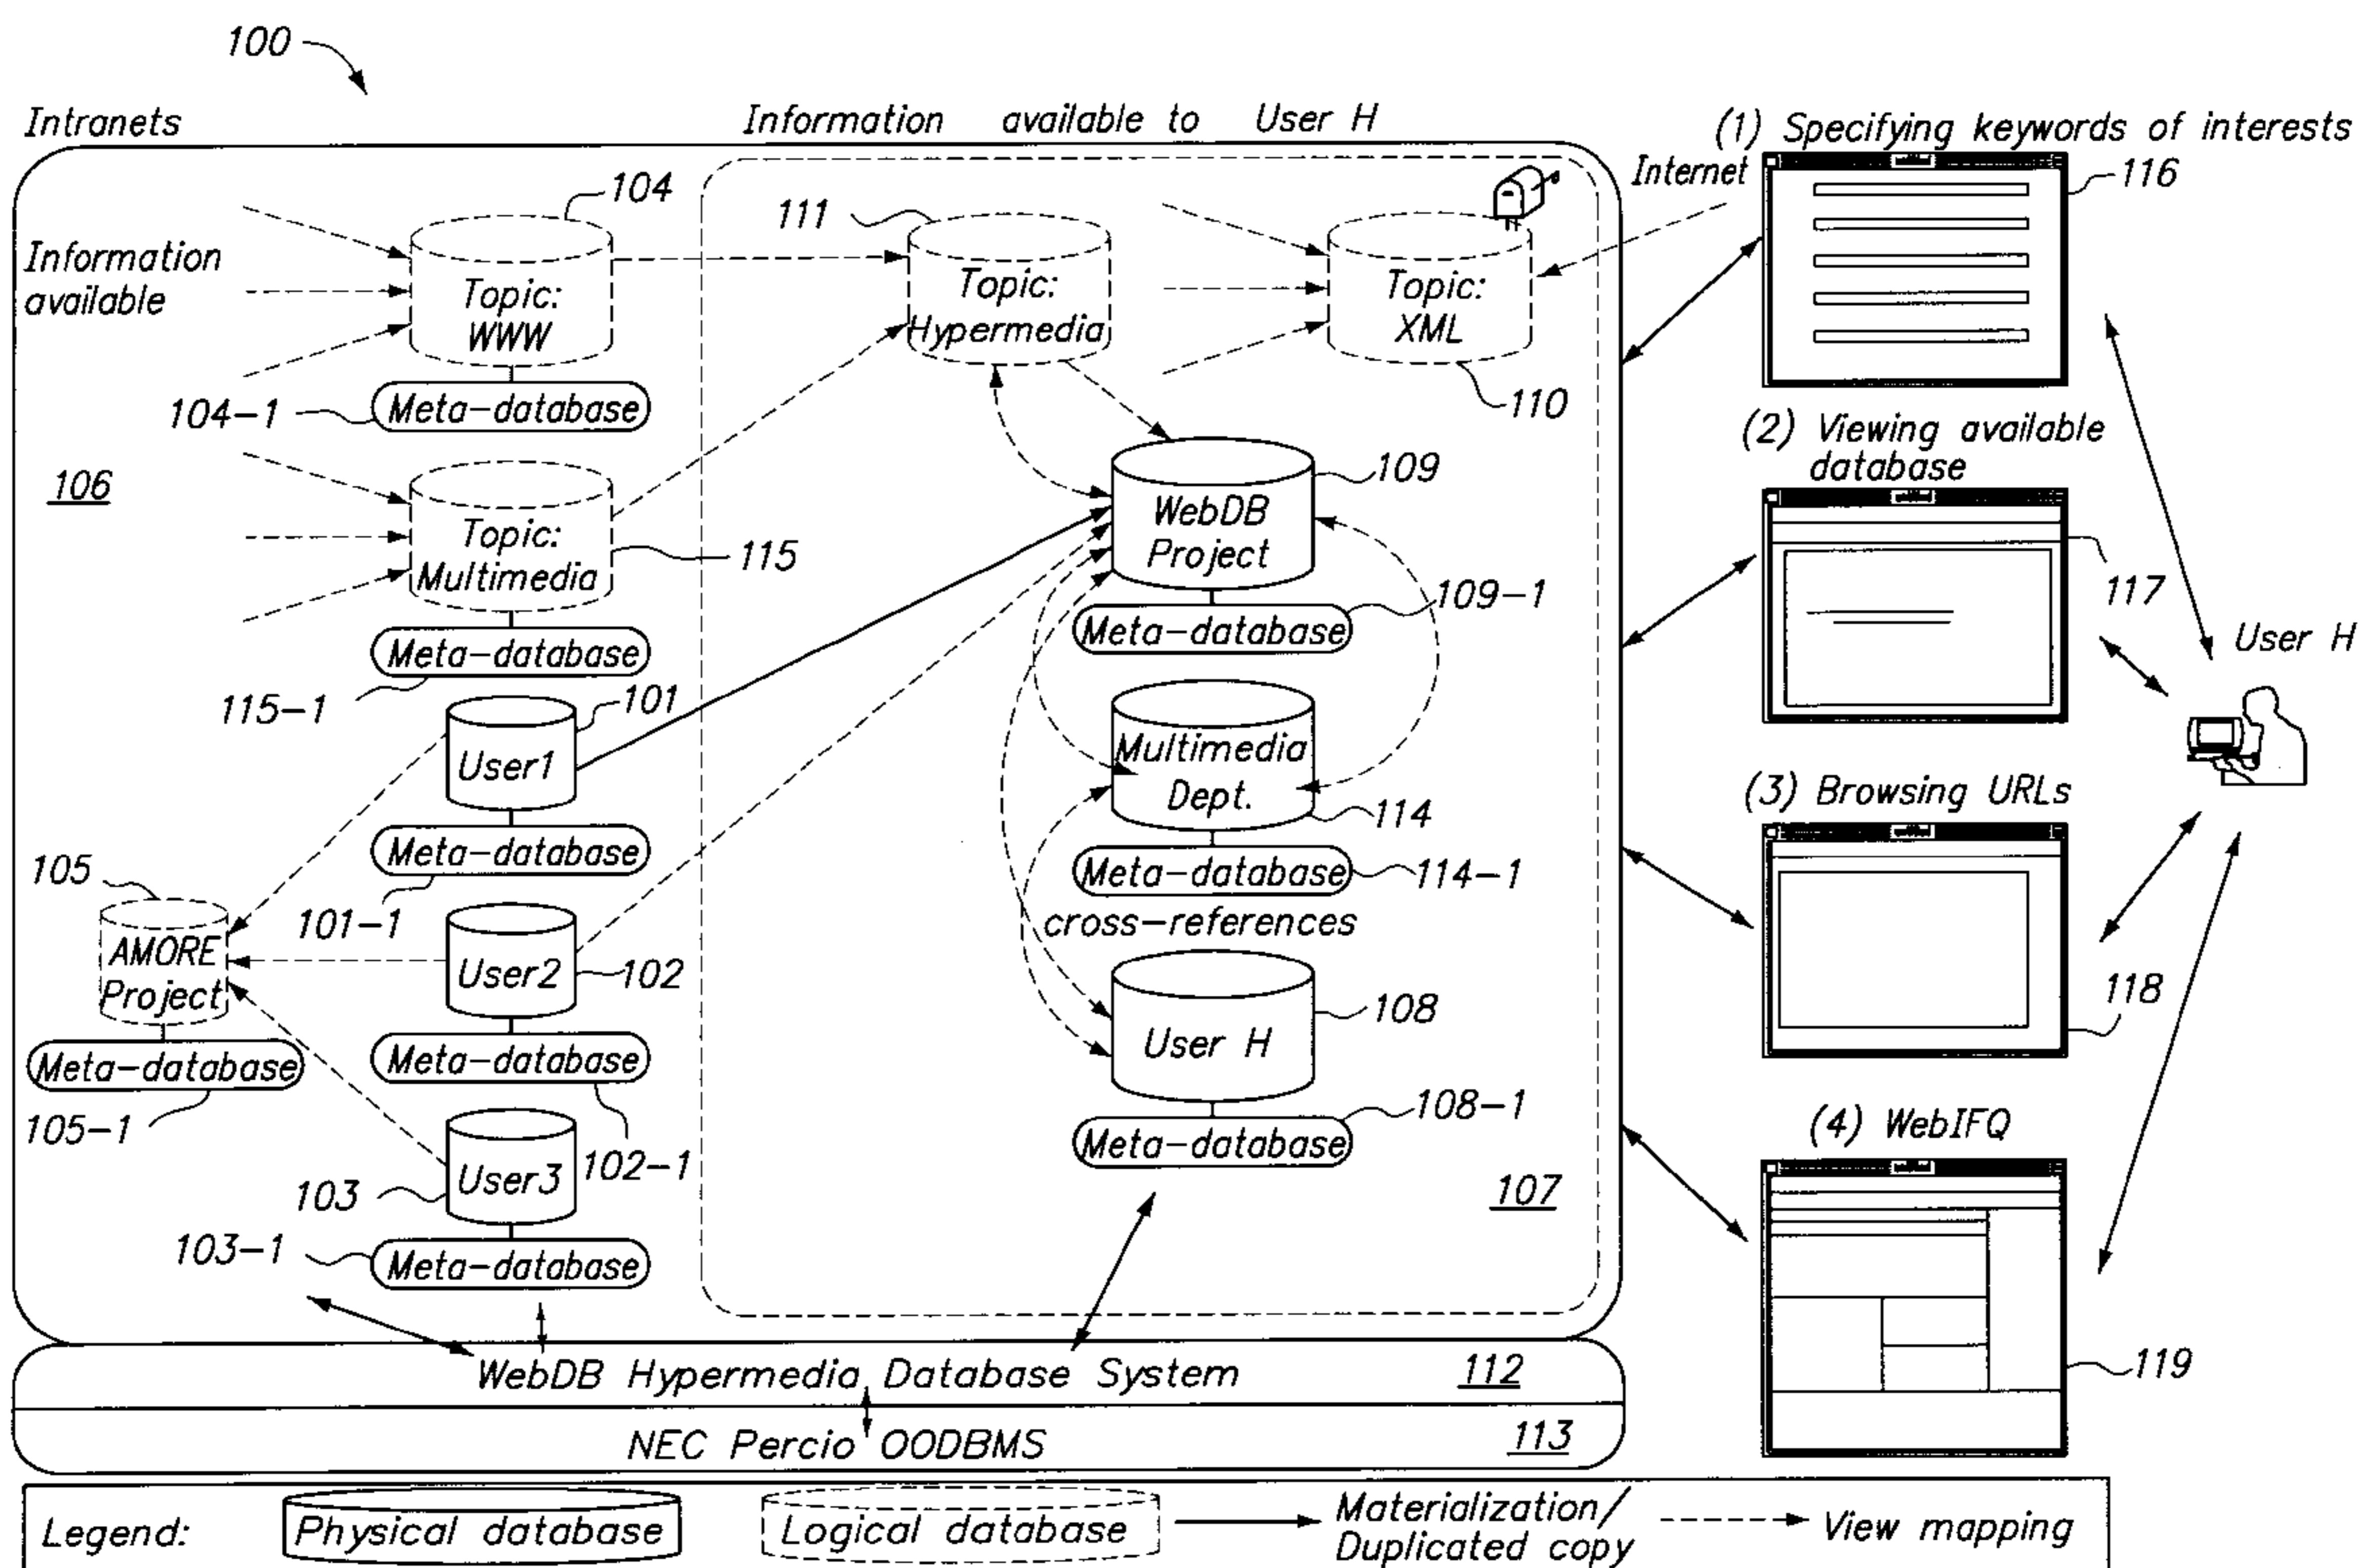 100
Intranets
Information available to User H
(1) Specifying keywords of interests
Internet
116
104
111
Information
available
Topic:
WWW
Topic:
Hypermedia
Topic:
XML
104-1
Meta-database
110
(2) Viewing available
database
106
109
WebDB
Project
Topic:
Multimedia
115
109-1
117
Meta-database
Meta-database
User H
115-1
101
User1
Multimedia
Dept.
(3) Browsing URLs
114
Meta-database
105
114-1
Meta-database
101-1
cross-references
AMORE
Project
User2
102
118
108
User H
Meta-database
Meta-database
105-1
108-1
(4) WebIFQ
Meta-database
102-1
User3
103
107
103-1
Meta-database
WebDB Hypermedia Database System
112
119
NEC Percio OODBMS
113
Legend:
Physical database
Logical database
Materialization/
Duplicated copy
View mapping